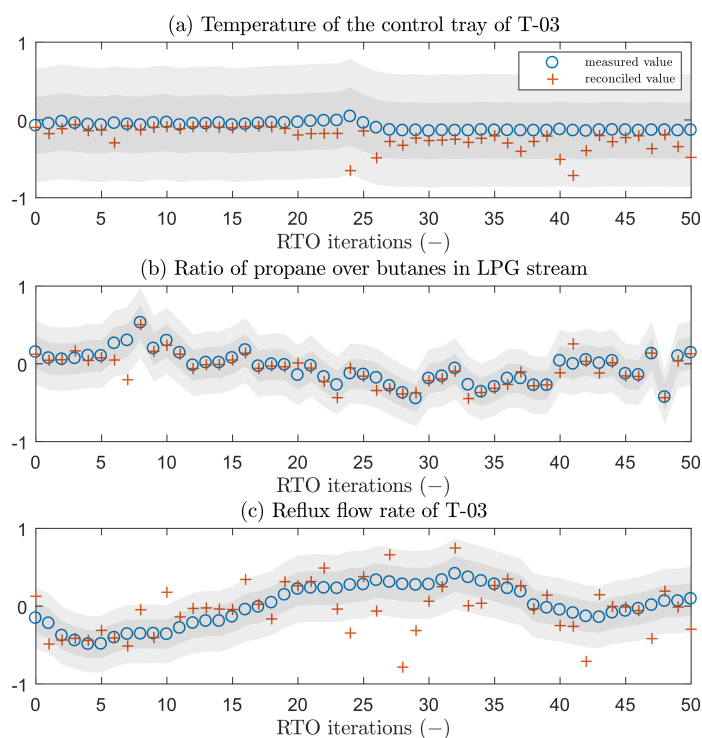 (a) Temperature of the control tray of T-03
1
0
-1
measured value
reconciled value
0 5 10 15 20 25 30 35 40 45 50
RTO iterations (−)
(b) Ratio of propane over butanes in LPG stream
1
0
-1
0 5 10 15 20 25 30 35 40 45 50
RTO iterations (−)
(c) Reflux flow rate of T-03
1
0
-1
0 5 10 15 20 25 30 35 40 45 50
RTO iterations (−)